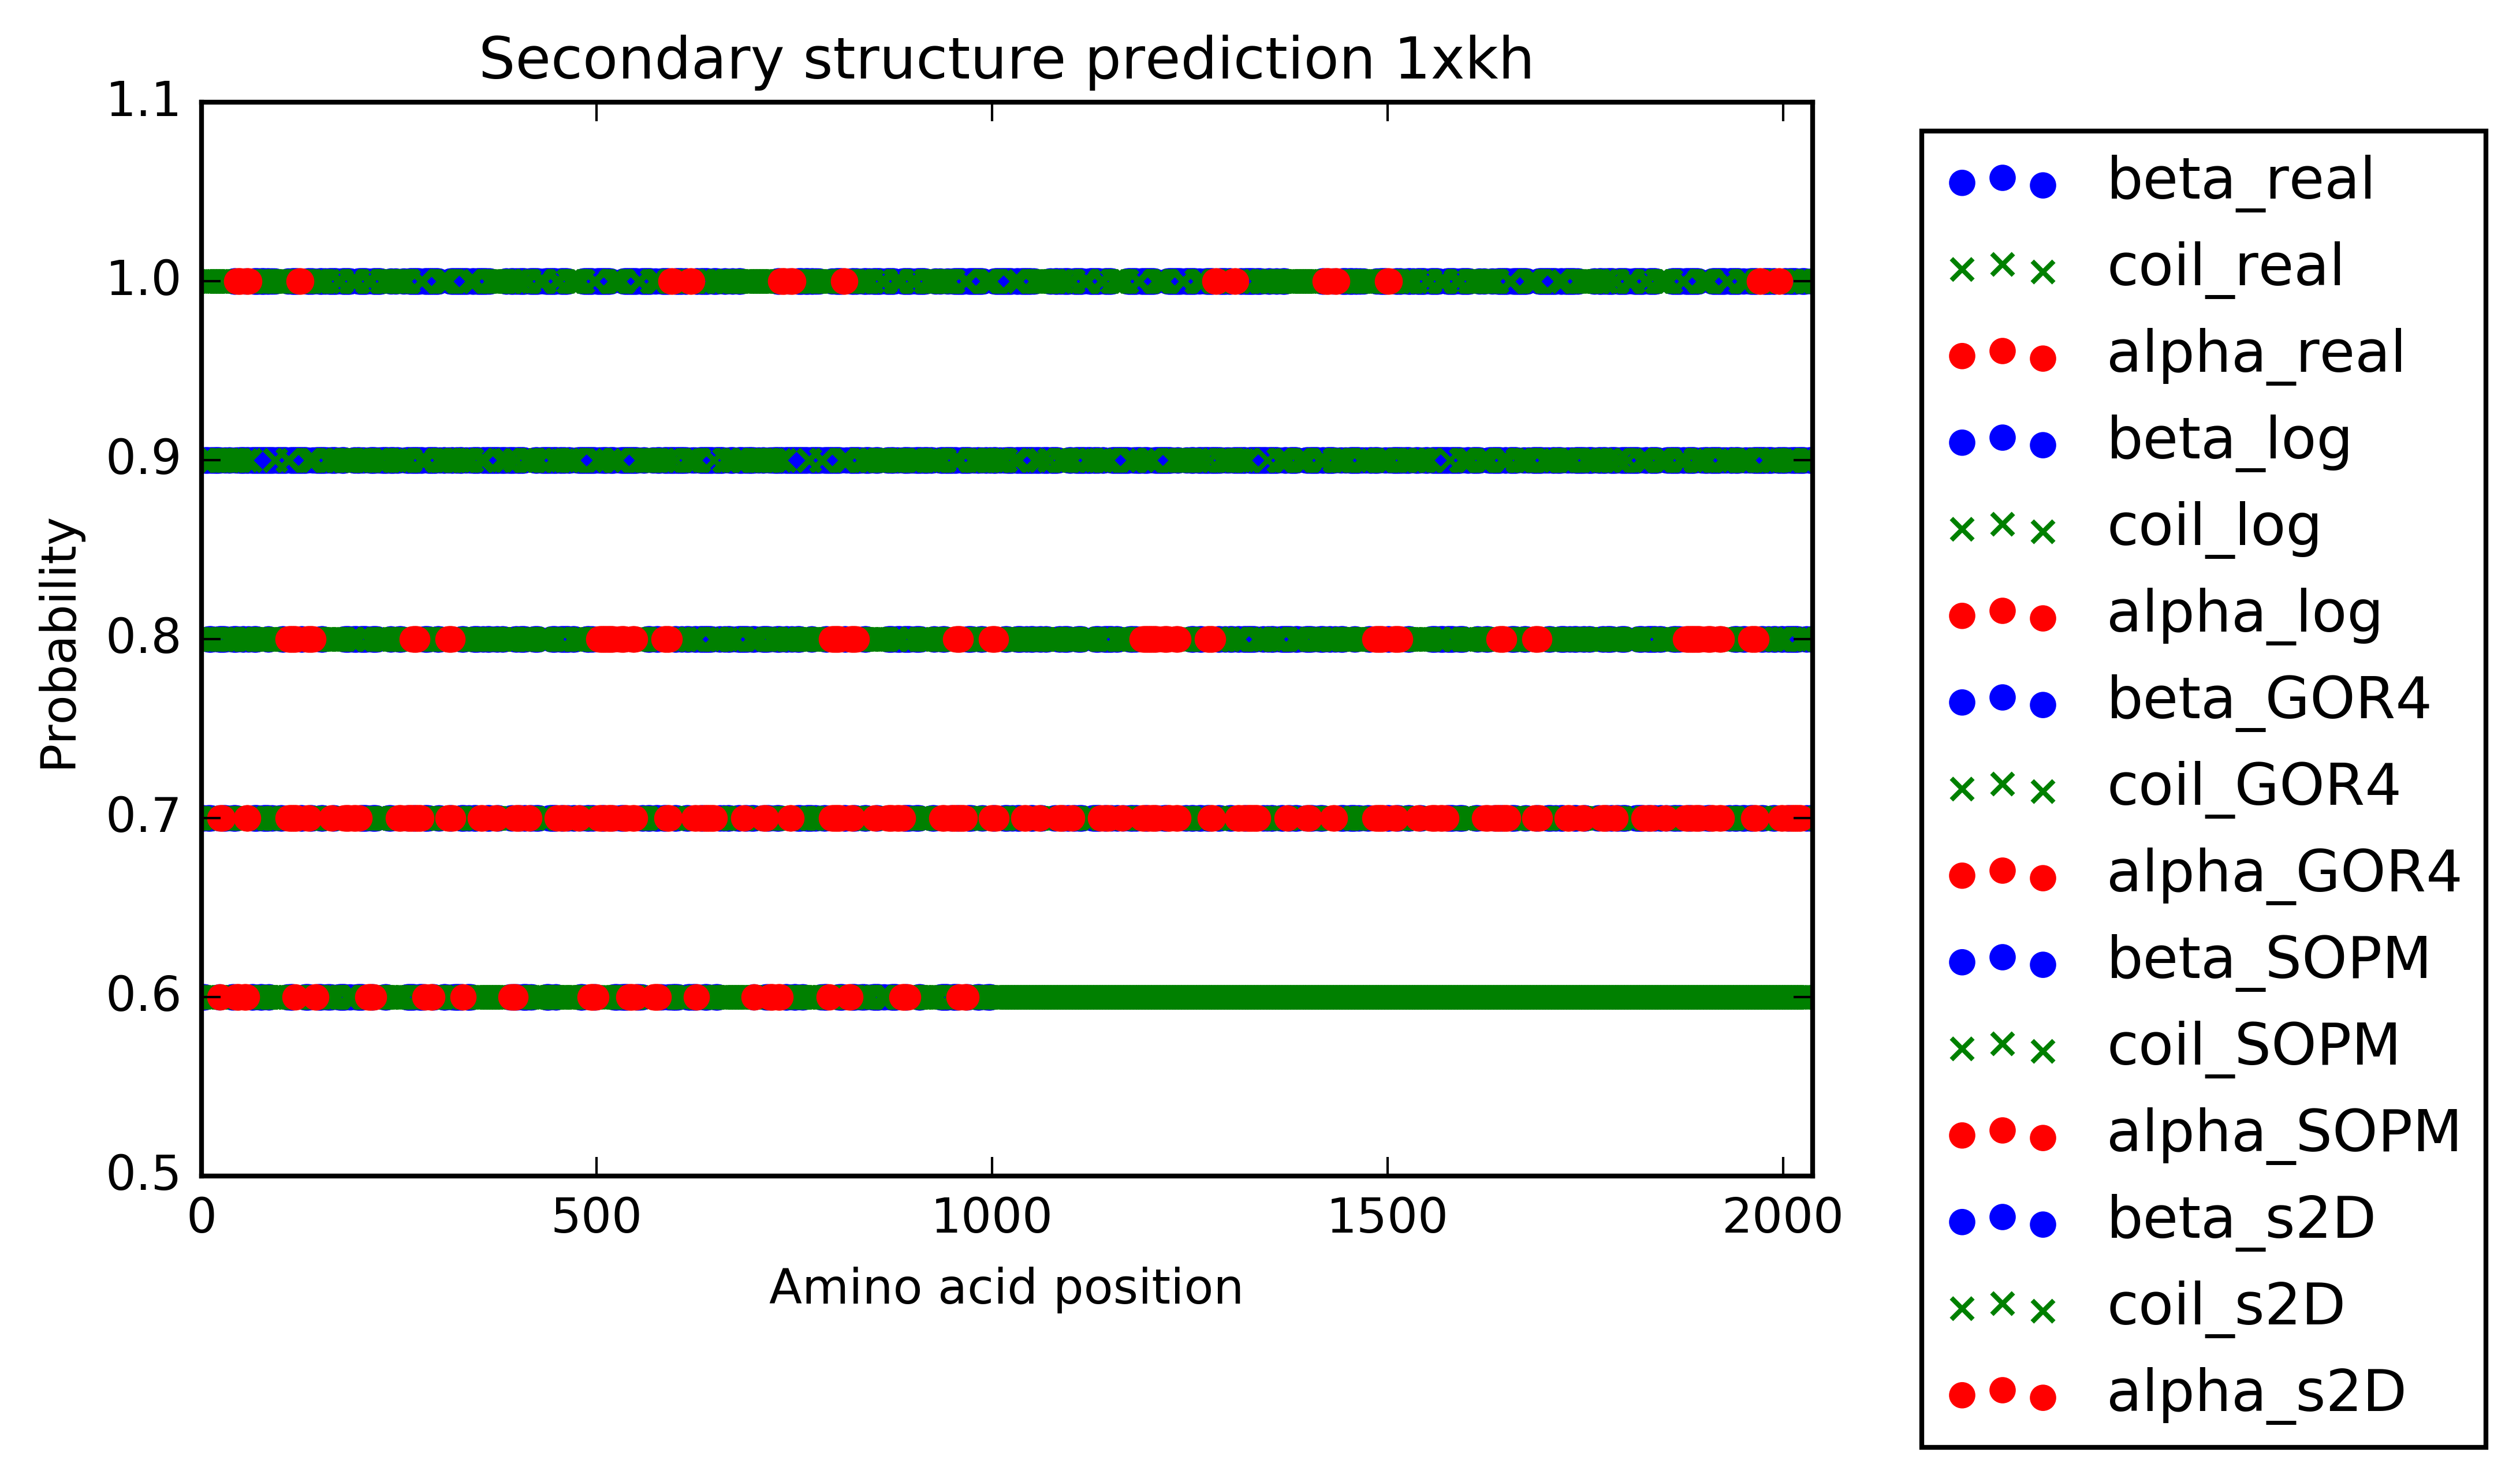 Secondary structure prediction 1xkh
1.1
1.0
0.9
0.8
0.7
0.6
0.5
Probability
0
500
1000
1500
2000
Amino acid position
beta_real
coil_real
alpha_real
beta_log
coil_log
alpha_log
beta_GOR4
coil_GOR4
alpha_GOR4
beta_SOPM
coil_SOPM
alpha_SOPM
beta_s2D
coil_s2D
alpha_s2D